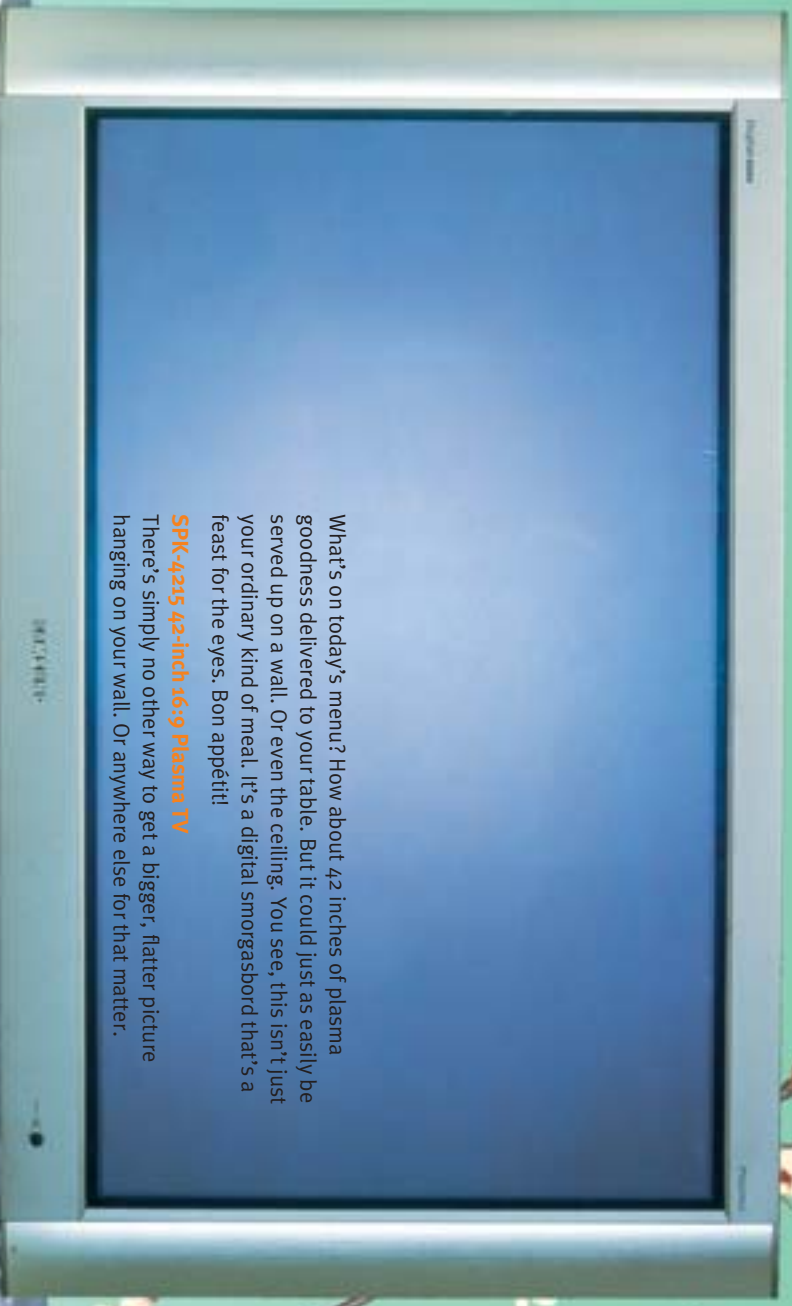 What's on today's menu? How about 42 inches of plasma
goodness delivered to your table. But it could just as easily be
served up on a wall. Or even the ceiling. You see, this isn't just
your ordinary kind of meal. It's a digital smorgasbord that's a
feast for the eyes. Bon appétit!
SPK-4215 42-inch 16:9 Plasma TV
There's simply no other way to get a bigger, flatter picture
hanging on your wall. Or anywhere else for that matter.